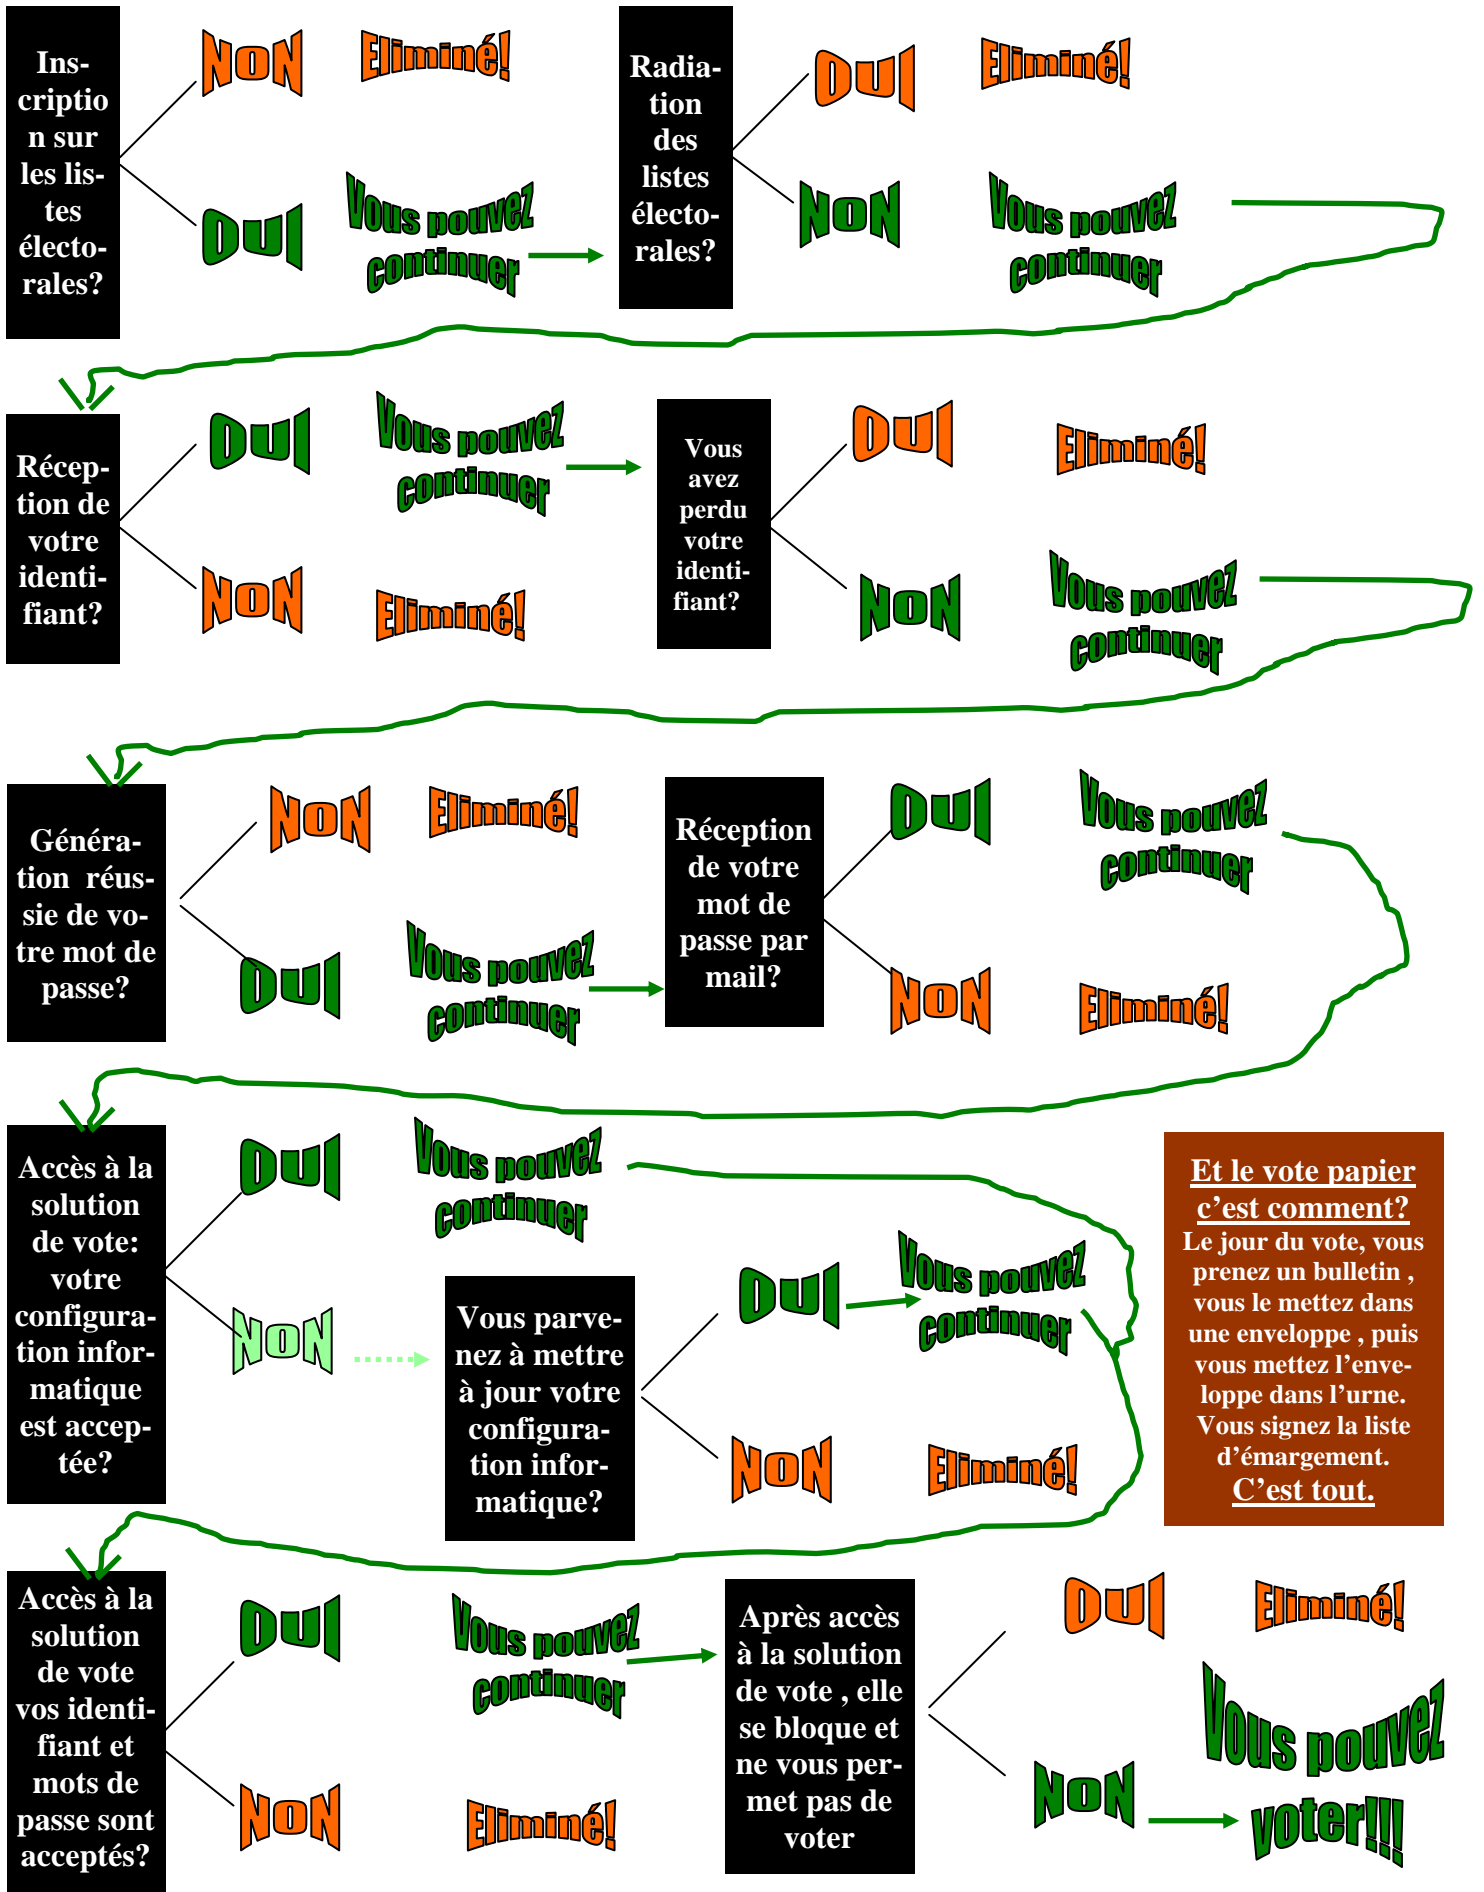 Ins-
criptio
n sur
les lis-
tes
électo-
rales?
NON
Eliminé!
OUI
Vous pouvez
continuer
Radia-
tion
des
listes
électo-
rales?
OUI
Eliminé!
NON
Vous pouvez
continuer
Récep-
tion de
votre
identi-
fiant?
OUI
Vous pouvez
continuer
NON
Eliminé!
Vous
avez
perdu
votre
identi-
fiant?
OUI
Eliminé!
NON
Vous pouvez
continuer
Généra-
tion réus-
sie de vo-
tre mot de
passe?
NON
Eliminé!
OUI
Vous pouvez
continuer
Réception
de votre
mot de
passe par
mail?
OUI
Vous pouvez
continuer
NON
Eliminé!
Accès à la
solution
de vote:
votre
configura-
tion infor-
matique
est accep-
tée?
OUI
Vous pouvez
continuer
NON
Vous parve-
nez à mettre
à jour votre
configura-
tion infor-
matique?
OUI
Vous pouvez
continuer
NON
Eliminé!
Et le vote papier
c’est comment?
Le jour du vote, vous
prenez un bulletin ,
vous le mettez dans
une enveloppe , puis
vous mettez l’enve-
loppe dans l’urne.
Vous signez la liste
d’émargement.
C’est tout.
Accès à la
solution
de vote
vos identi-
fiant et
mots de
passe sont
acceptés?
OUI
Vous pouvez
continuer
NON
Eliminé!
Après accès
à la solution
de vote , elle
se bloque et
ne vous per-
met pas de
voter
OUI
Eliminé!
NON
Vous pouvez
voter!!!